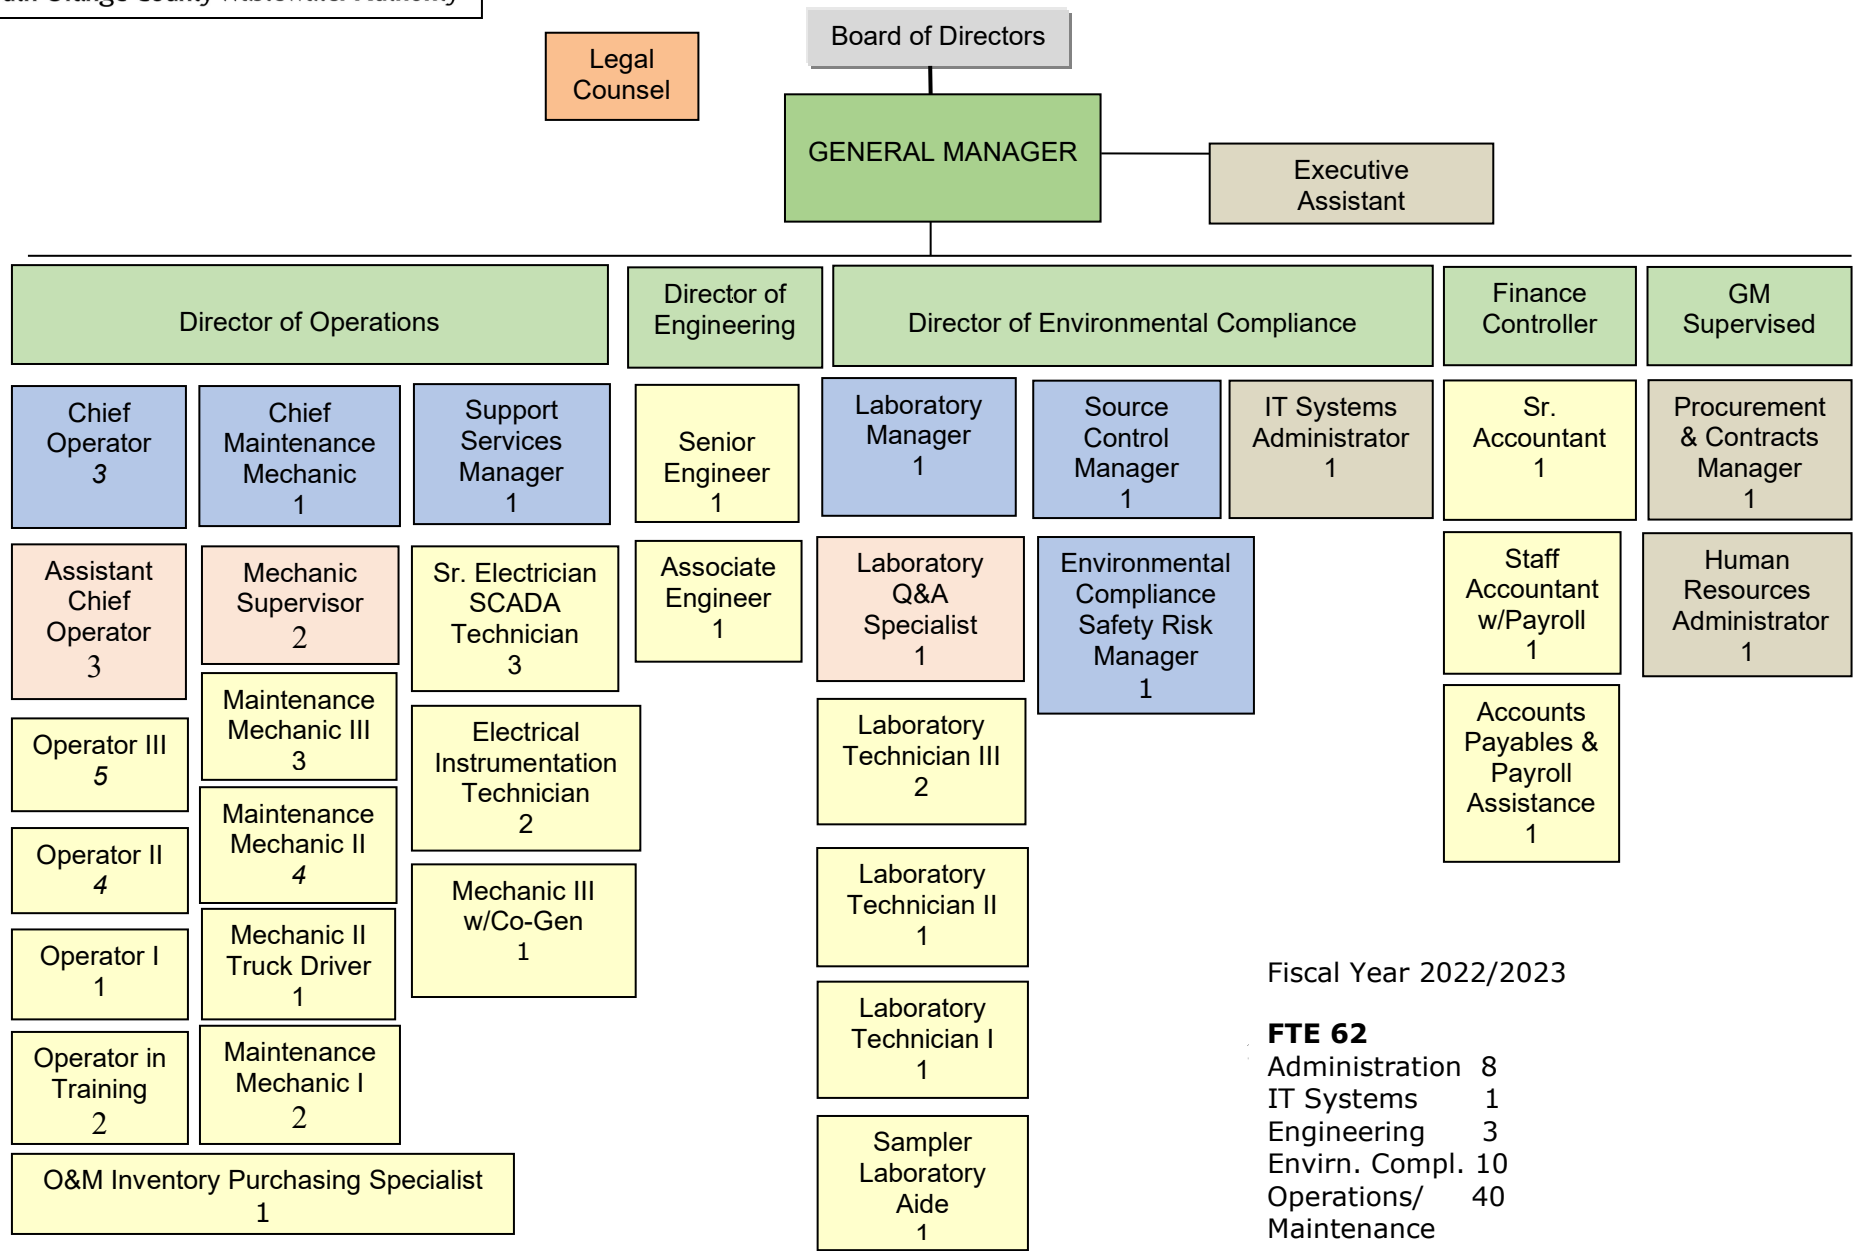 Orange County Wastewater Authority
Board of Directors
Legal
Counsel
GENERAL MANAGER
Executive
Assistant
Director of Operations
Director of
Engineering
Director of Environmental Compliance
Finance
Controller
GM
Supervised
Chief
Operator
3
Chief
Maintenance
Mechanic
1
Support
Services
Manager
1
Senior
Engineer
1
Laboratory
Manager
1
Source
Control
Manager
1
IT Systems
Administrator
1
Sr.
Accountant
1
Procurement
& Contracts
Manager
1
Assistant
Chief
Operator
3
Mechanic
Supervisor
2
Sr. Electrician
SCADA
Technician
3
Associate
Engineer
1
Laboratory
Q&A
Specialist
1
Environmental
Compliance
Safety Risk
Manager
1
Staff
Accountant
w/Payroll
1
Human
Resources
Administrator
1
Operator III
5
Maintenance
Mechanic III
3
Electrical
Instrumentation
Technician
2
Laboratory
Technician III
2
Accounts
Payables &
Payroll
Assistance
1
Operator II
4
Maintenance
Mechanic II
4
Mechanic III
w/Co-Gen
1
Laboratory
Technician II
1
Operator I
1
Mechanic II
Truck Driver
1
Laboratory
Technician I
1
Operator in
Training
2
Maintenance
Mechanic I
2
Sampler
Laboratory
Aide
1
O&M Inventory Purchasing Specialist
1
Fiscal Year 2022/2023
FTE 62
Administration 8
IT Systems 1
Engineering 3
Envirn. Compl. 10
Operations/ 40
Maintenance